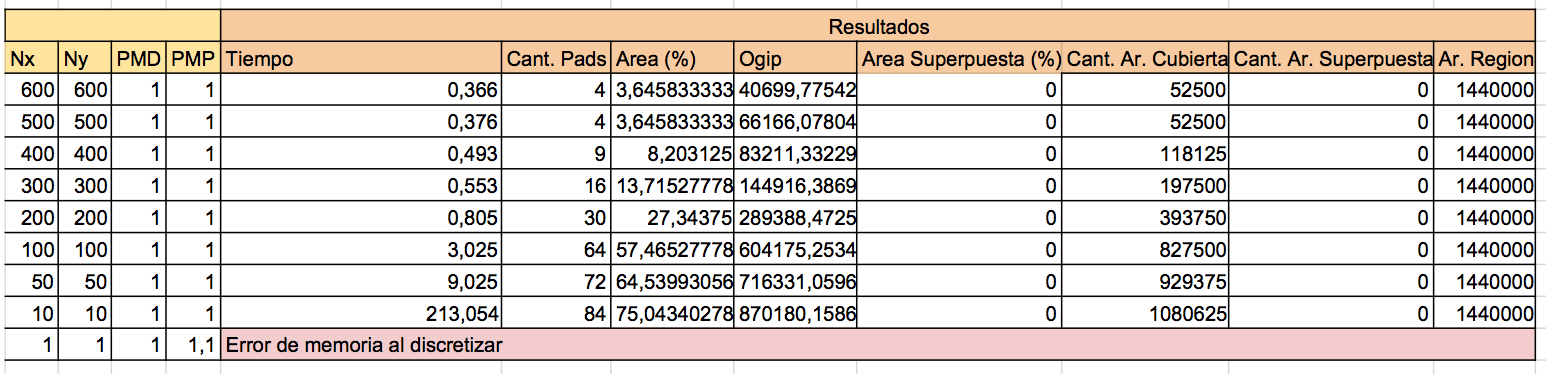 Resultados
Nx Ny PMD PMP Tiempo Cant. Pads Area (%) Ogip Area Superpuesta (%) Cant. Ar. Cubierta Cant. Ar. Superpuesta Ar. Region
600 600 1 1 0,366 4 3,645833333 40699,77542 0 52500 0 1440000
500 500 1 1 0,376 4 3,645833333 66166,07804 0 52500 0 1440000
400 400 1 1 0,493 9 8,203125 83211,33229 0 118125 0 1440000
300 300 1 1 0,553 16 13,71527778 144916,3869 0 197500 0 1440000
200 200 1 1 0,805 30 27,34375 289388,4725 0 393750 0 1440000
100 100 1 1 3,025 64 57,46527778 604175,2534 0 827500 0 1440000
50 50 1 1 9,025 72 64,53993056 716331,0596 0 929375 0 1440000
10 10 1 1 213,054 84 75,04340278 870180,1586 0 1080625 0 1440000
1 1 1 1,1 Error de memoria al discretizar